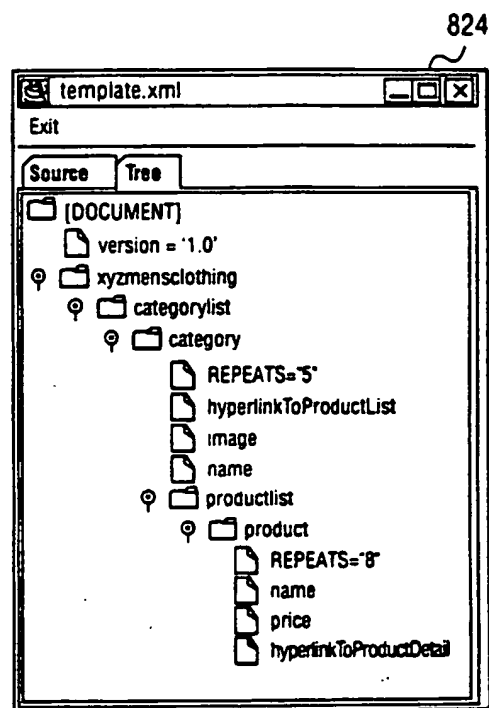 824
template.xml
Exit
Source Tree
[DOCUMENT]
version = '1.0'
xyzmensclothing
categorylist
category
REPEATS="5"
hyperlinkToProductList
image
name
productlist
product
REPEATS="8"
name
price
hyperlinkToProductDetail